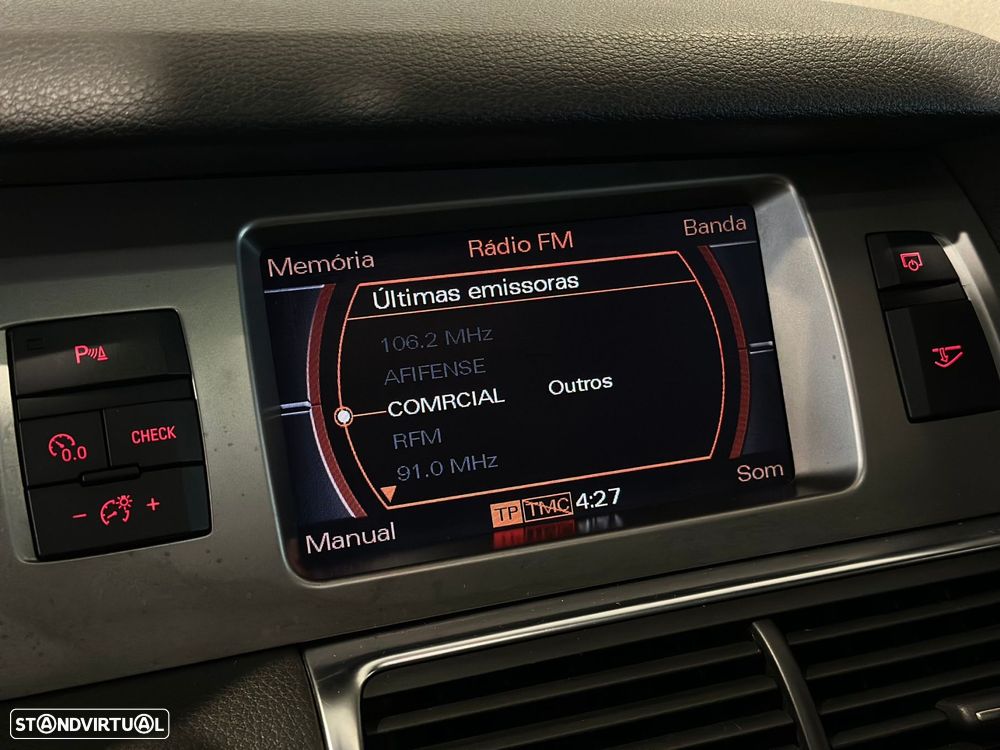 Memória
Rádio FM
Banda
Últimas emissoras
106.2 MHz
AFIFENSE
COMRCIAL Outros
RFM
91.0 MHz
Manual
TP TMC 4:27
Som
P
0.0
CHECK
- +
STANDVIRTUAL